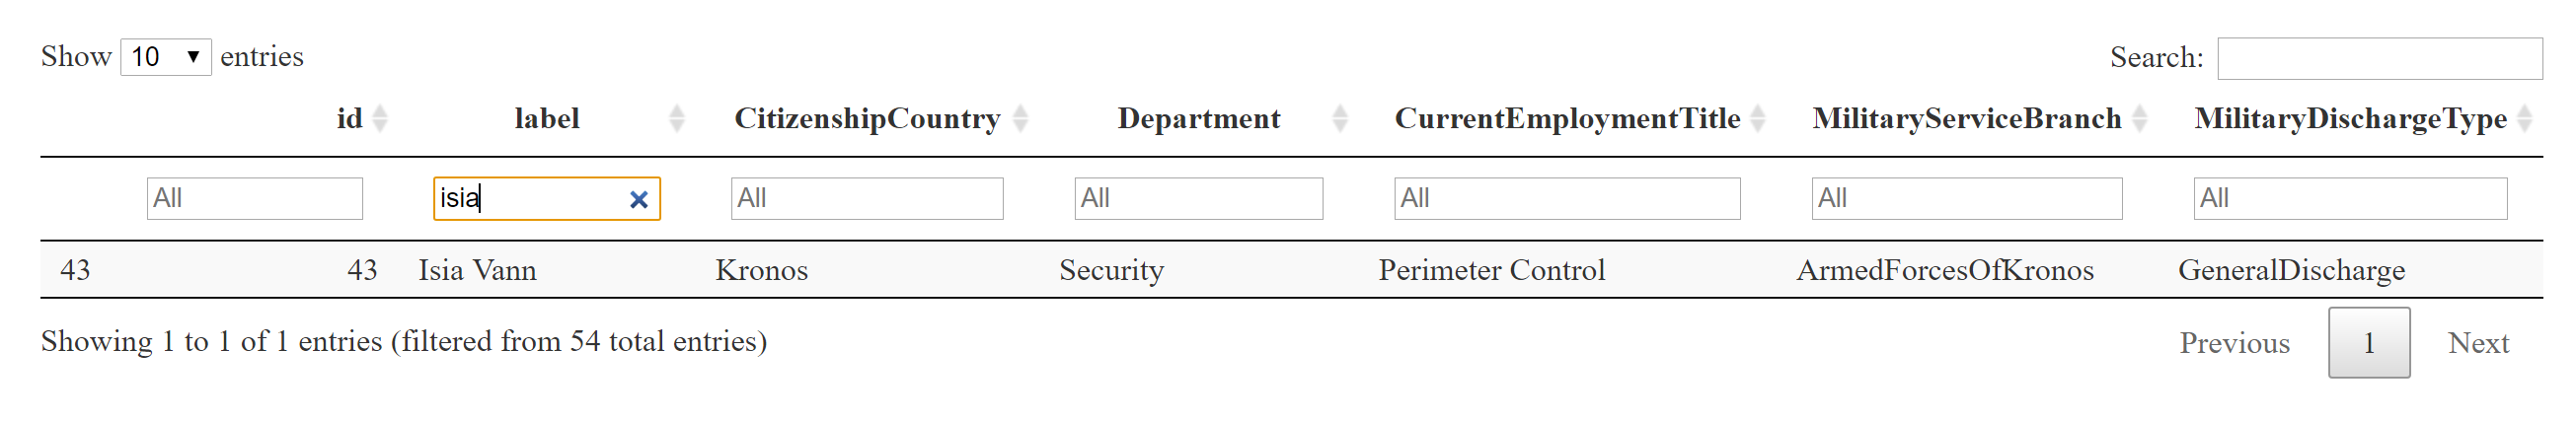 Show 10 entries Search:
id label CitizenshipCountry Department CurrentEmploymentTitle MilitaryServiceBranch MilitaryDischargeType
All isia All All All All All
43 43 Isia Vann Kronos Security Perimeter Control ArmedForcesOfKronos GeneralDischarge
Showing 1 to 1 of 1 entries (filtered from 54 total entries) Previous 1 Next